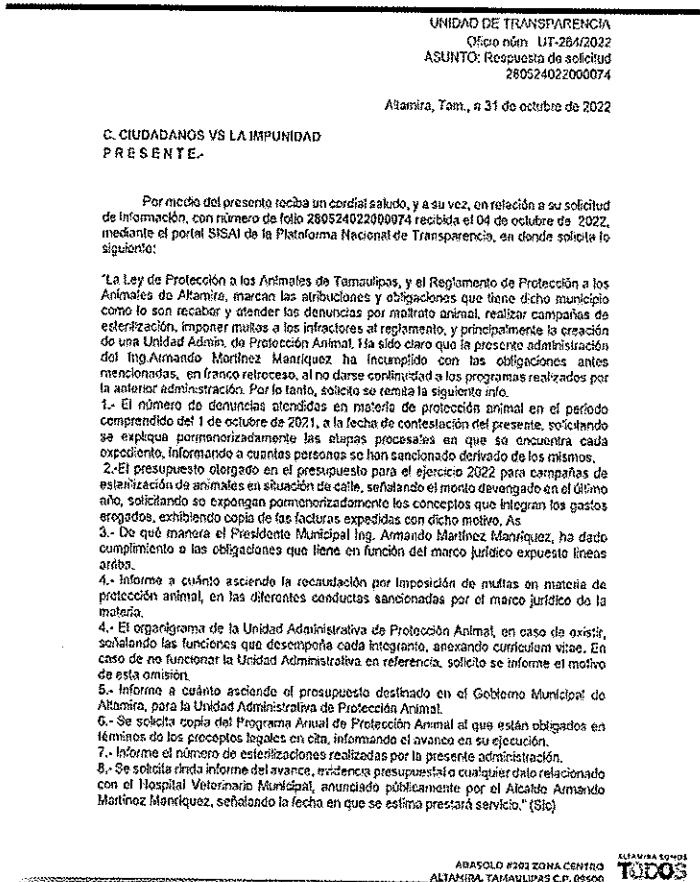 UNIDAD DE TRANSPARENCIA
Oficio núm UT-264/2022
ASUNTO: Respuesta de solicitud
280524022000074
Altamira, Tam., a 31 de octubre de 2022
C. CIUDADANOS VS LA IMPUNIDAD
P R E S E N T E.-
Por medio del presente reciba un cordial saludo, y a su vez, en relación a su solicitud
de información, con número de folio 280524022000074 recibida el 04 de octubre de 2022,
mediante el portal SISAI de la Plataforma Nacional de Transparencia, en donde solicita lo
siguiente:
"La Ley de Protección a los Animales de Tamaulipas, y el Reglamento de Protección a los
Animales de Altamira, marcan las atribuciones y obligaciones que tiene dicho municipio
como lo son recabar y atender las denuncias por maltrato animal, realizar campañas de
esterilización, imponer multas a los infractores al reglamento, y principalmente la creación
de una Unidad Admin. de Protección Animal. Ha sido claro que la presente administración
del Ing.Armando Martínez Manríquez ha incumplido con las obligaciones antes
mencionadas, en franco retroceso, al no darse continuidad a los programas realizados por
la anterior administración. Por lo tanto, solicito se remita la siguiente info.
1.- El número de denuncias atendidas en materia de protección animal en el período
comprendido del 1 de octubre de 2021, a la fecha de contestación del presente, solicitando
se explique pormenorizadamente las etapas procesales en que se encuentra cada
expediente, informando a cuantas personas se han sancionado derivado de los mismos.
2.-El presupuesto otorgado en el presupuesto para el ejercicio 2022 para campañas de
esterilización de animales en situación de calle, señalando el monto devengado en el último
año, solicitando se expongan pormenorizadamente los conceptos que integran los gastos
erogados, exhibiendo copia de las facturas expedidas con dicho motivo. As
3.- De qué manera el Presidente Municipal Ing. Armando Martínez Manríquez, ha dado
cumplimiento a las obligaciones que tiene en función del marco jurídico expuesto líneas
arriba.
4.- Informe a cuánto asciende la recaudación por imposición de multas en materia de
protección animal, en las diferentes conductas sancionadas por el marco jurídico de la
materia.
4.- El organigrama de la Unidad Administrativa de Protección Animal, en caso de existir,
señalando las funciones que desempeña cada integrante, anexando curriculum vitae. En
caso de no funcionar la Unidad Administrativa en referencia, solicito se informe el motivo
de esta omisión.
5.- Informe a cuánto asciende el presupuesto destinado en el Gobierno Municipal de
Altamira, para la Unidad Administrativa de Protección Animal.
6.- Se solicita copia del Programa Anual de Protección Animal al que están obligados en
términos de los preceptos legales en cita, informando el avance en su ejecución.
7.- Informe el número de esterilizaciones realizadas por la presente administración.
8.- Se solicita rinda informe del avance, evidencia presupuestal o cualquier dato relacionado
con el Hospital Veterinario Municipal, anunciado públicamente por el Alcalde Armando
Martínez Manríquez, señalando la fecha en que se estima prestará servicio." (Sic)
ABASOLO #202 ZONA CENTRO
ALTAMIRA, TAMAULIPAS C.P. 89600
ALTAMIRA SOMOS
TODOS